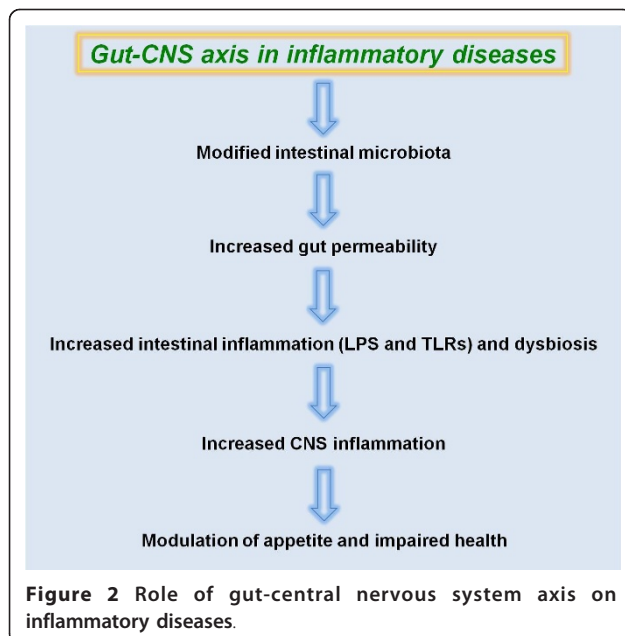 Gut-CNS axis in inflammatory diseases
Modified intestinal microbiota
Increased gut permeability
Increased intestinal inflammation (LPS and TLRs) and dysbiosis
Increased CNS inflammation
Modulation of appetite and impaired health
Figure 2 Role of gut-central nervous system axis on
inflammatory diseases.